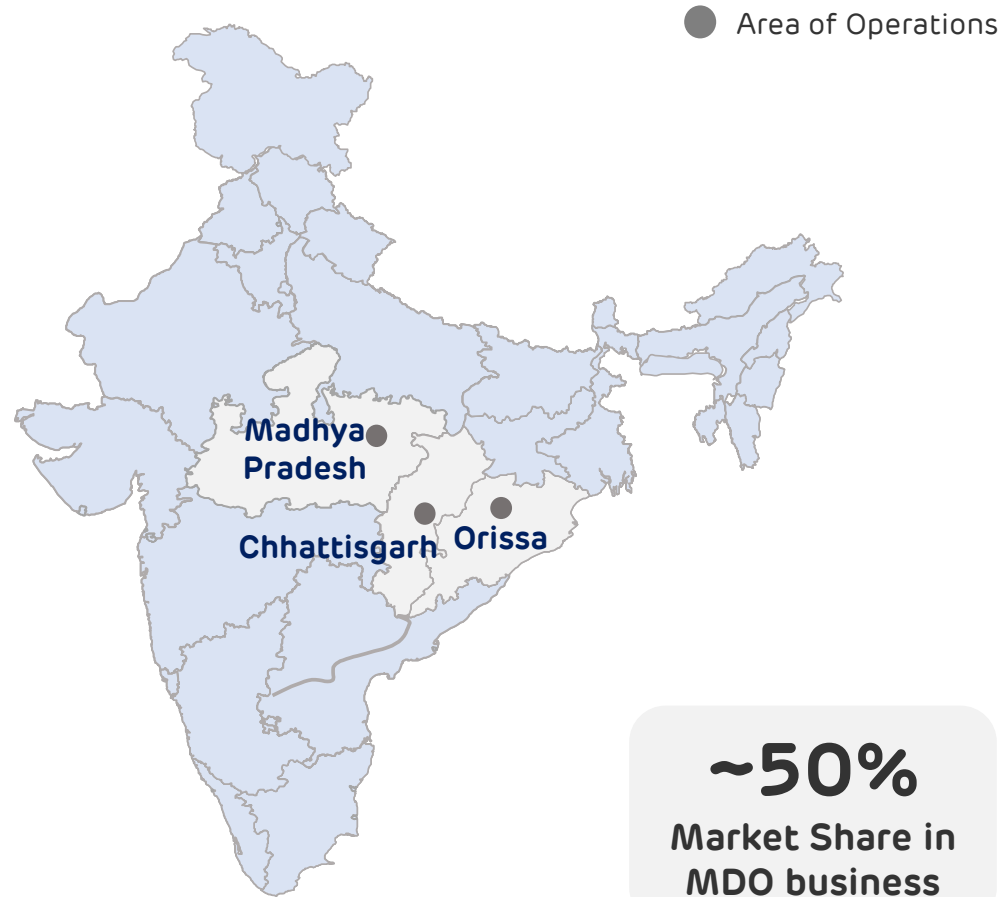 Area of Operations
Madhya
Pradesh
Chhattisgarh
Orissa
~50%
Market Share in
MDO business